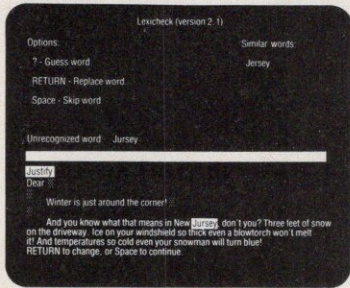 Lexicheck (version 2.1)
Options: Similar words:
? - Guess word Jersey
RETURN - Replace word
Space - Skip word
Unrecognized word Jursey
Justify
Dear
Winter is just around the corner!
And you know what that means in New Jursey, don't you? Three feet of snow
on the driveway. Ice on your windshield so thick even a blowtorch won't melt
it! And temperatures so cold even your snowman will turn blue!
RETURN to change, or Space to continue